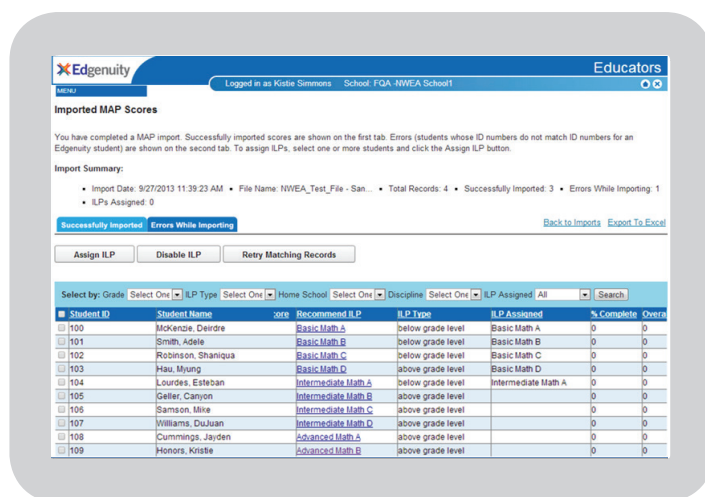 Edgenuity
Educators
MENU
Logged in as Kistie Simmons School: FQA -NWEA School1
Imported MAP Scores
You have completed a MAP import. Successfully imported scores are shown on the first tab. Errors (students whose ID numbers do not match ID numbers for an
Edgenuity student) are shown on the second tab. To assign ILPs, select one or more students and click the Assign ILP button.
Import Summary:
• Import Date: 9/27/2013 11:39:23 AM • File Name: NWEA_Test_File - San... • Total Records: 4 • Successfully Imported: 3 • Errors While Importing: 1
• ILPs Assigned: 0
Successfully Imported Errors While Importing Back to Imports Export To Excel
Assign ILP Disable ILP Retry Matching Records
Select by: Grade Select One ILP Type Select One Home School Select One Discipline Select One ILP Assigned All Search
Student ID Student Name core Recommend ILP ILP Type ILP Assigned % Complete Overa
100 McKenzie, Deirdre Basic Math A below grade level Basic Math A 0 0
101 Smith, Adele Basic Math B below grade level Basic Math B 0 0
102 Robinson, Shaniqua Basic Math C below grade level Basic Math C 0 0
103 Hau, Myung Basic Math D above grade level Basic Math D 0 0
104 Lourdes, Esteban Intermediate Math A below grade level Intermediate Math A 0 0
105 Geller, Canyon Intermediate Math B above grade level 0 0
106 Samson, Mike Intermediate Math C above grade level 0 0
107 Williams, DuJuan Intermediate Math D above grade level 0 0
108 Cummings, Jayden Advanced Math A above grade level 0 0
109 Honors, Kristie Advanced Math B above grade level 0 0